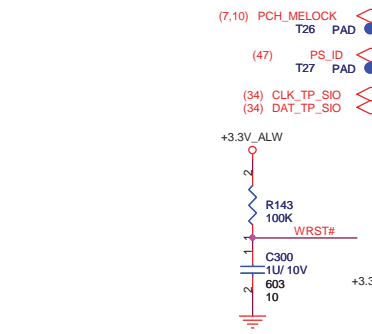 (7,10) PCH_MELOCK
T26 PAD
(47) PS_ID
T27 PAD
(34) CLK_TP_SIO
(34) DAT_TP_SIO
+3.3V_ALW
2
R143
100K
1
WRST#
1
C300
1U/ 10V
2
603
10
+3.3